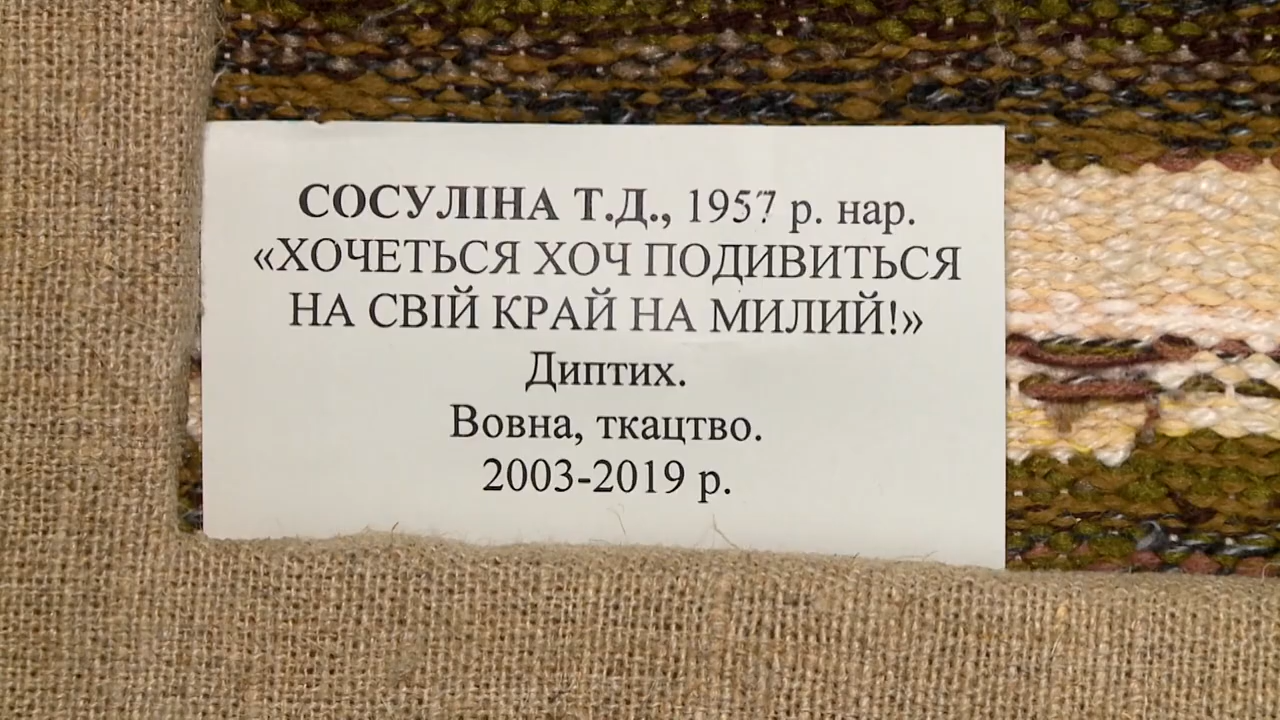 СОСУЛІНА Т.Д., 1957 р. нар.
«ХОЧЕТЬСЯ ХОЧ ПОДИВИТЬСЯ
НА СВІЙ КРАЙ НА МИЛИЙ!»
Диптих.
Вовна, ткацтво.
2003-2019 р.